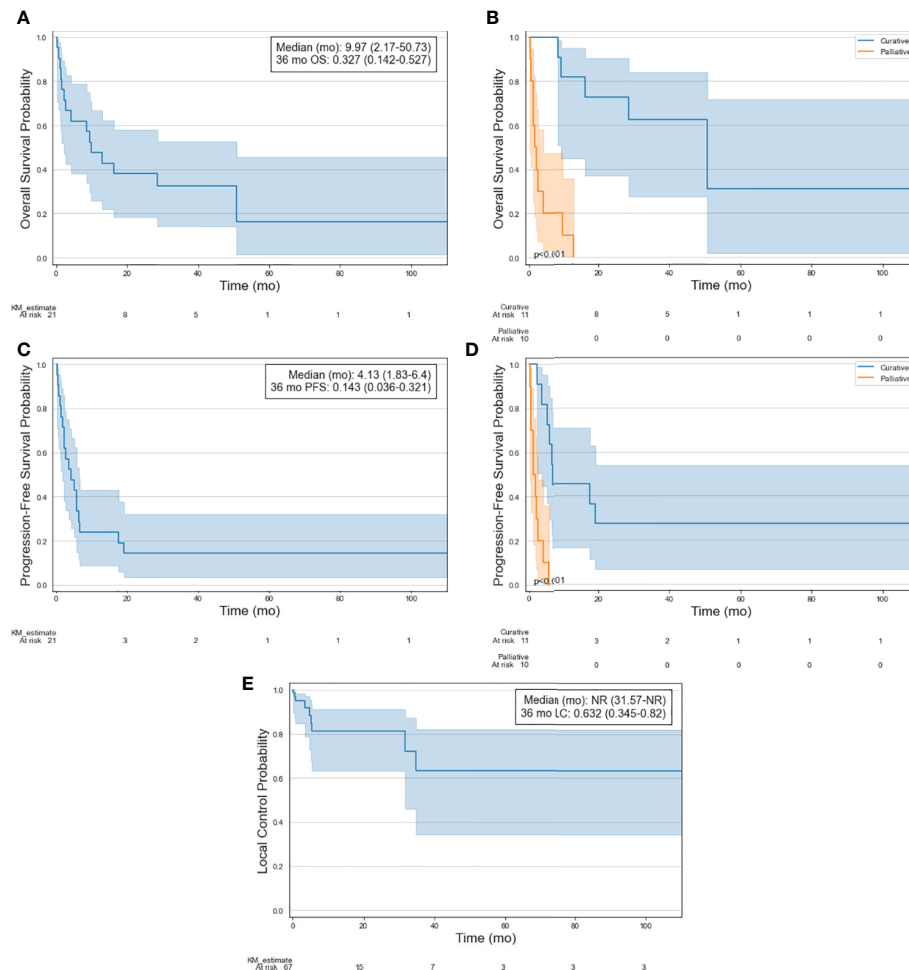 A
Median (mo): 9.97 (2.17-50.73)
36 mo OS: 0.327 (0.142-0.527)
Overall Survival Probability
1.0
0.8
0.6
0.4
0.2
0.0
0 20 40 60 80 100
Time (mo)
KM_estimate
At risk 21 8 5 1 1 1
B
Curative
Palliative
Overall Survival Probability
1.0
0.8
0.6
0.4
0.2
0.0
p<0.001
20 40 60 80 100
Time (mo)
Curative
At risk 11 8 5 1 1 1
Palliative
At risk 10 0 0 0 0 0
C
Median (mo): 4.13 (1.83-6.4)
36 mo PFS: 0.143 (0.036-0.321)
Progression-Free Survival Probability
1.0
0.8
0.6
0.4
0.2
0.0
0 20 40 60 80 100
Time (mo)
KM_estimate
At risk 21 3 2 1 1 1
D
Curative
Palliative
Progression-Free Survival Probability
1.0
0.8
0.6
0.4
0.2
0.0
p<0.001
0 20 40 60 80 100
Time (mo)
Curative
At risk 11 3 2 1 1 1
Palliative
At risk 10 0 0 0 0 0
E
Median (mo): NR (31.57-NR)
36 mo LC: 0.632 (0.345-0.82)
Local Control Probability
1.0
0.8
0.6
0.4
0.2
0.0
0 20 40 60 80 100
Time (mo)
KM_estimate
At risk 67 15 7 3 3 3